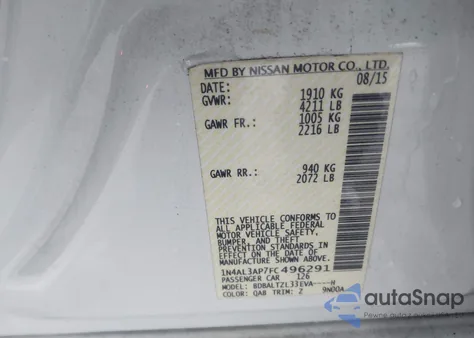 MFD BY NISSAN MOTOR CO., LTD.
DATE: 08/15
GVWR: 1910 KG
4211 LB
GAWR FR.: 1005 KG
2216 LB
GAWR RR.: 940 KG
2072 LB
THIS VEHICLE CONFORMS TO
ALL APPLICABLE FEDERAL
MOTOR VEHICLE SAFETY,
BUMPER, AND THEFT
PREVENTION STANDARDS IN
EFFECT ON THE DATE OF
MANUFACTURE SHOWN ABOVE.
1N4AL3AP7FC496291
PASSENGER CAR 126
MODEL: BDBALTZL33EVA----H
COLOR: QAB TRIM: Z 9N00A
autoSnap